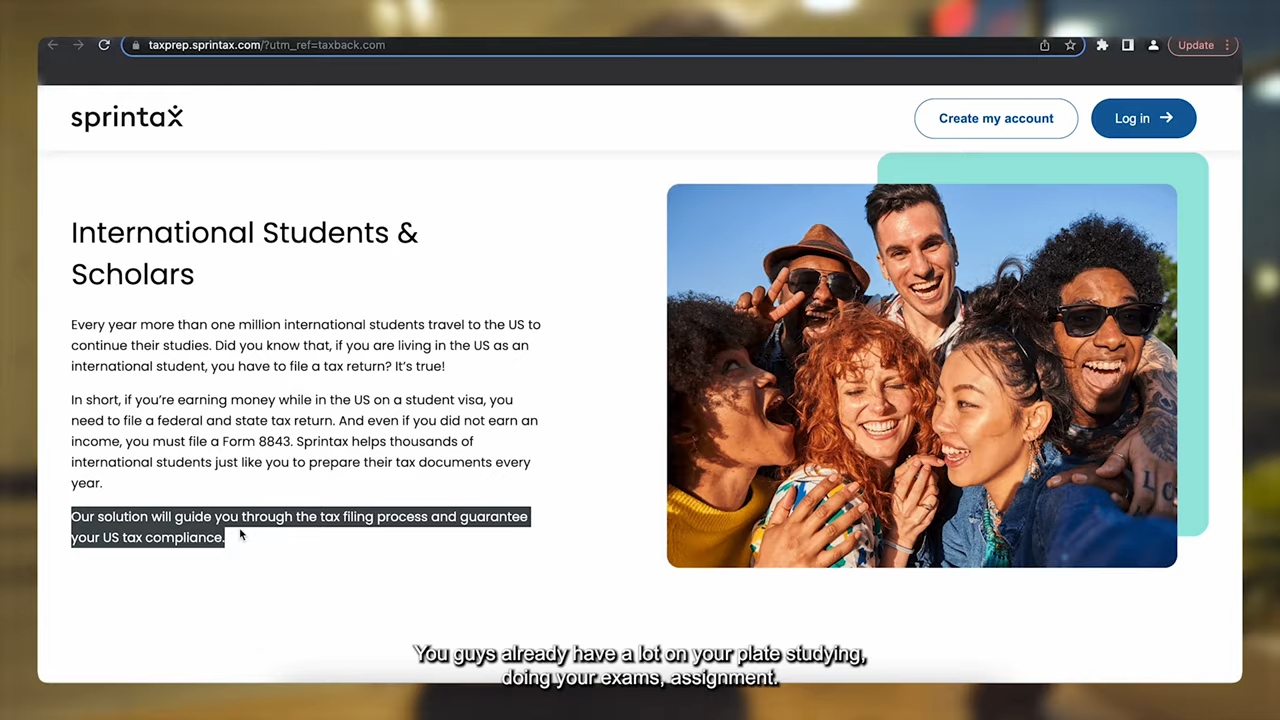 taxprep.sprintax.com/?utm_ref=taxback.com
Update
sprintax
Create my account
Log in
International Students &
Scholars
Every year more than one million international students travel to the US to
continue their studies. Did you know that, if you are living in the US as an
international student, you have to file a tax return? It's true!
In short, if you're earning money while in the US on a student visa, you
need to file a federal and state tax return. And even if you did not earn an
income, you must file a Form 8843. Sprintax helps thousands of
international students just like you to prepare their tax documents every
year.
Our solution will guide you through the tax filing process and guarantee
your US tax compliance.
You guys already have a lot on your plate studying,
doing your exams, assignment.